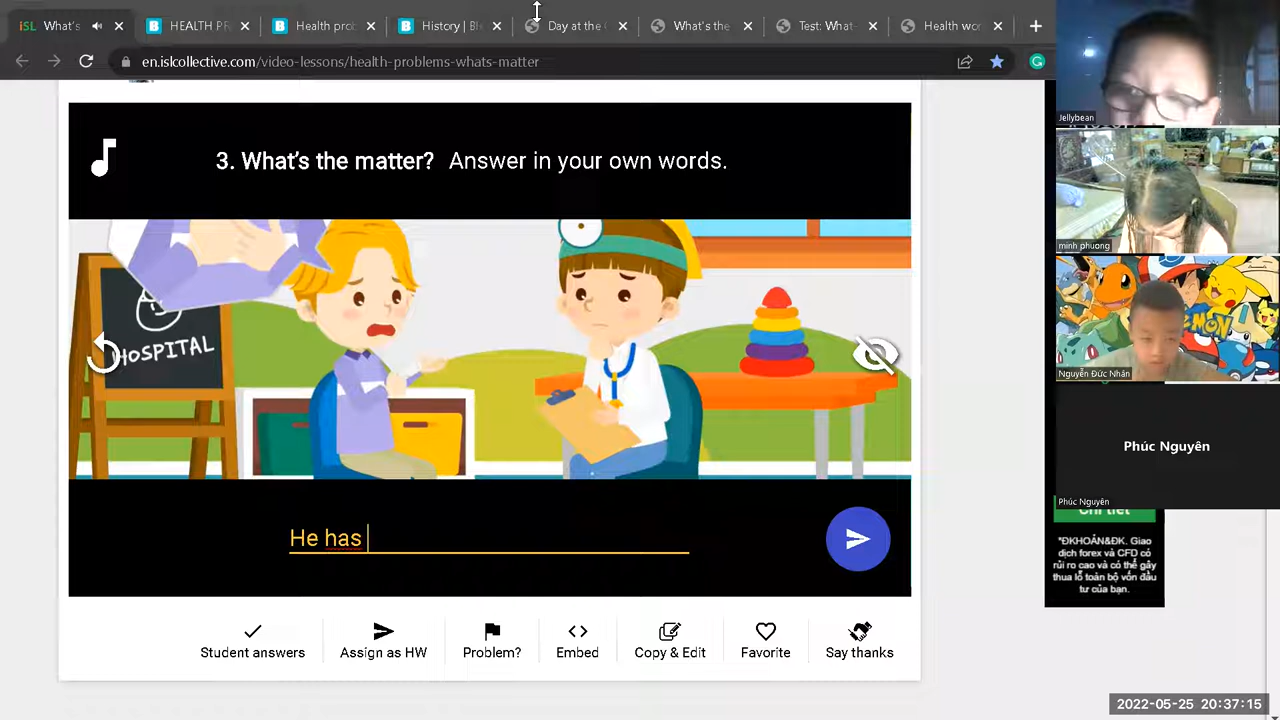 iSL What's
B HEALTH PR
B Health pro
B History | B
Day at the
What's the
Test: What
Health wo
en.islcollective.com/video-lessons/health-problems-whats-matter
3. What's the matter? Answer in your own words.
HOSPITAL
He has
Student answers
Assign as HW
Problem?
Embed
Copy & Edit
Favorite
Say thanks
Jellybean
minh phuong
Nguyễn Đức Nhân
Phúc Nguyên
Phúc Nguyên
Chi tiết
*ĐKHOẢN&ĐK. Giao
dịch forex và CFD có
rủi ro cao và có thể gây
thua lỗ toàn bộ vốn đầu
tư của bạn.
2022-05-25 20:37:15